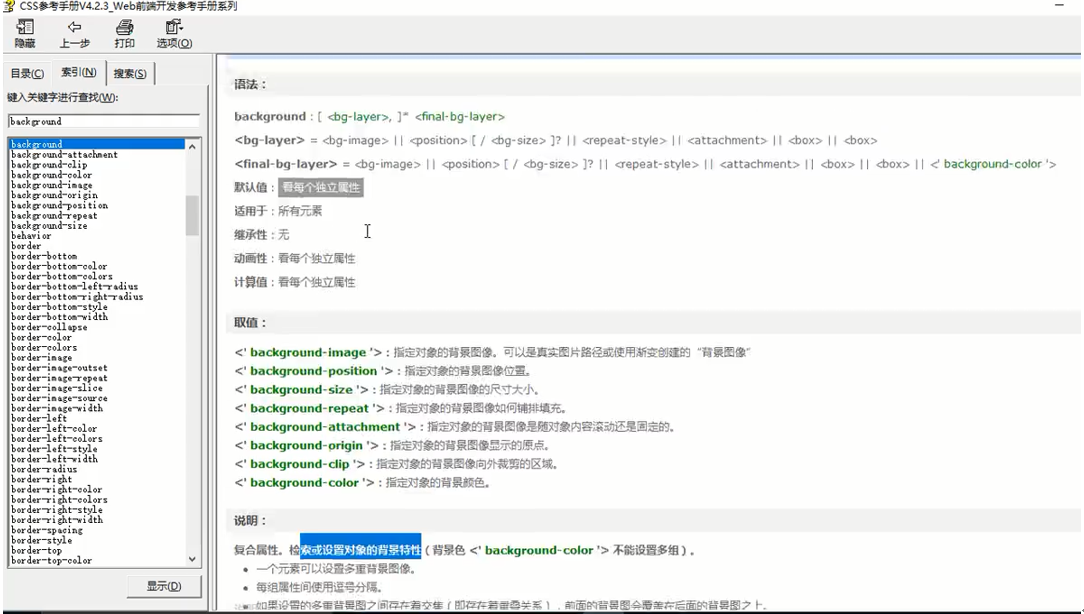 CSS参考手册V4.2.3_Web前端开发参考手册系列
隐藏 上一步 打印 选项(O)
目录(C) 索引(N) 搜索(S)
键入关键字进行查找(W):
background
background
background-attachment
background-clip
background-color
background-image
background-origin
background-position
background-repeat
background-size
behavior
border
border-bottom
border-bottom-color
border-bottom-colors
border-bottom-left-radius
border-bottom-right-radius
border-bottom-style
border-bottom-width
border-collapse
border-color
border-colors
border-image
border-image-outset
border-image-repeat
border-image-slice
border-image-source
border-image-width
border-left
border-left-color
border-left-colors
border-left-style
border-left-width
border-radius
border-right
border-right-color
border-right-colors
border-right-style
border-right-width
border-spacing
border-style
border-top
border-top-color
显示(D)
语法：
background：[ <bg-layer>, ]* <final-bg-layer>
<bg-layer> = <bg-image> || <position> [ / <bg-size> ]? || <repeat-style> || <attachment> || <box> || <box>
<final-bg-layer> = <bg-image> || <position> [ / <bg-size> ]? || <repeat-style> || <attachment> || <box> || <box> || <' background-color '>
默认值：看每个独立属性
适用于：所有元素
继承性：无
动画性：看每个独立属性
计算值：看每个独立属性
取值：
<' background-image '>：指定对象的背景图像。可以是真实图片路径或使用渐变创建的“背景图像”
<' background-position '>：指定对象的背景图像位置。
<' background-size '>：指定对象的背景图像的尺寸大小。
<' background-repeat '>：指定对象的背景图像如何铺排填充。
<' background-attachment '>：指定对象的背景图像是随对象内容滚动还是固定的。
<' background-origin '>：指定对象的背景图像显示的原点。
<' background-clip '>：指定对象的背景图像向外裁剪的区域。
<' background-color '>：指定对象的背景颜色。
说明：
复合属性。检索或设置对象的背景特性（背景色 <' background-color '> 不能设置多组）。
一个元素可以设置多重背景图像。
每组属性间使用逗号分隔。
如果设置的多重背景图之间存在着交集（即存在着重叠关系），前面的背景图会覆盖在后面的背景图之上。